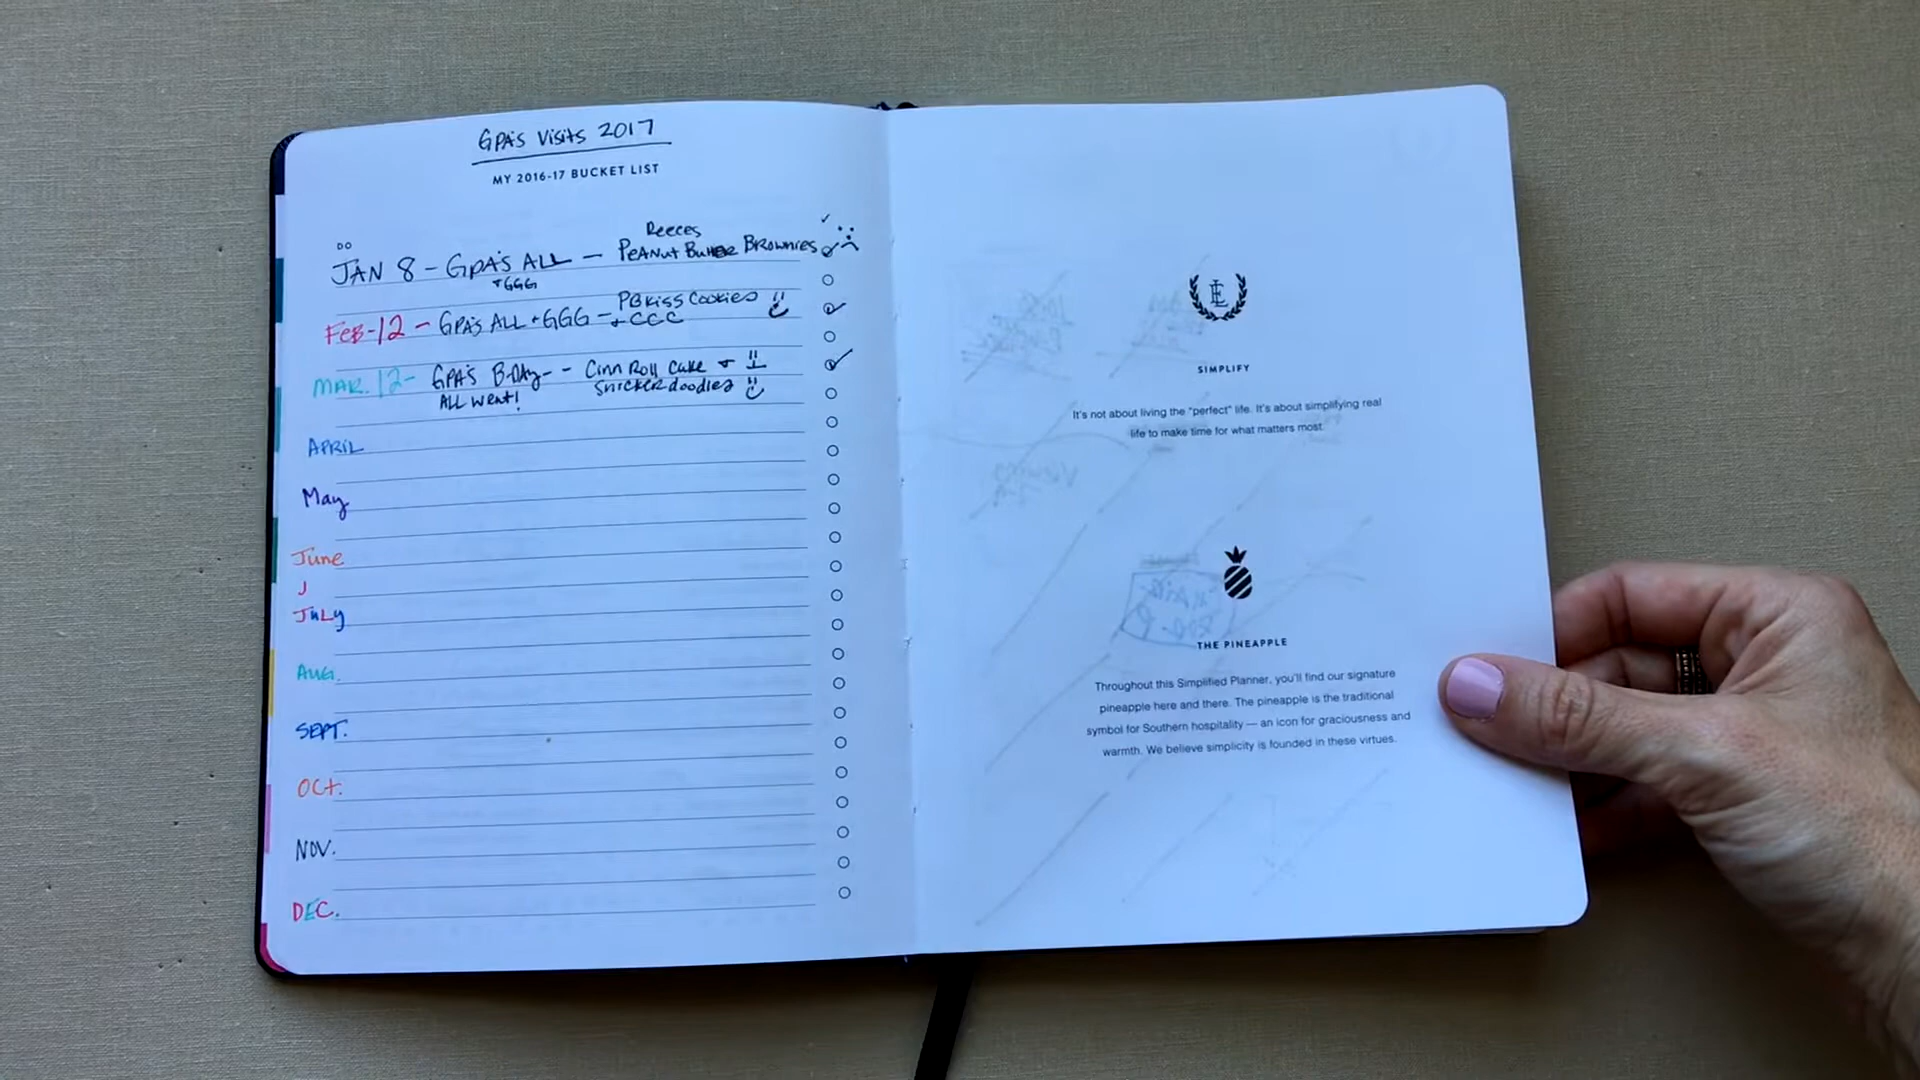 GPA'S Visits 2017
MY 2016-17 BUCKET LIST
DO
Reeces
JAN 8 - GPA'S ALL - PEANUT BUTTER BROWNIES
+ GGG
PB Kiss Cookies
FEB-12 - GPA'S ALL + GGG - + CCC
MAR. 12- GPA'S B-DAY- - Cinn Roll Cake +
ALL went! SNICKERdoodles
APRIL
May
June
J
JULY
AUG.
SEPT.
OCT.
NOV.
DEC.
EL
SIMPLIFY
It's not about living the "perfect" life. It's about simplifying real
life to make time for what matters most.
THE PINEAPPLE
Throughout this Simplified Planner, you'll find our signature
pineapple here and there. The pineapple is the traditional
symbol for Southern hospitality — an icon for graciousness and
warmth. We believe simplicity is founded in these virtues.